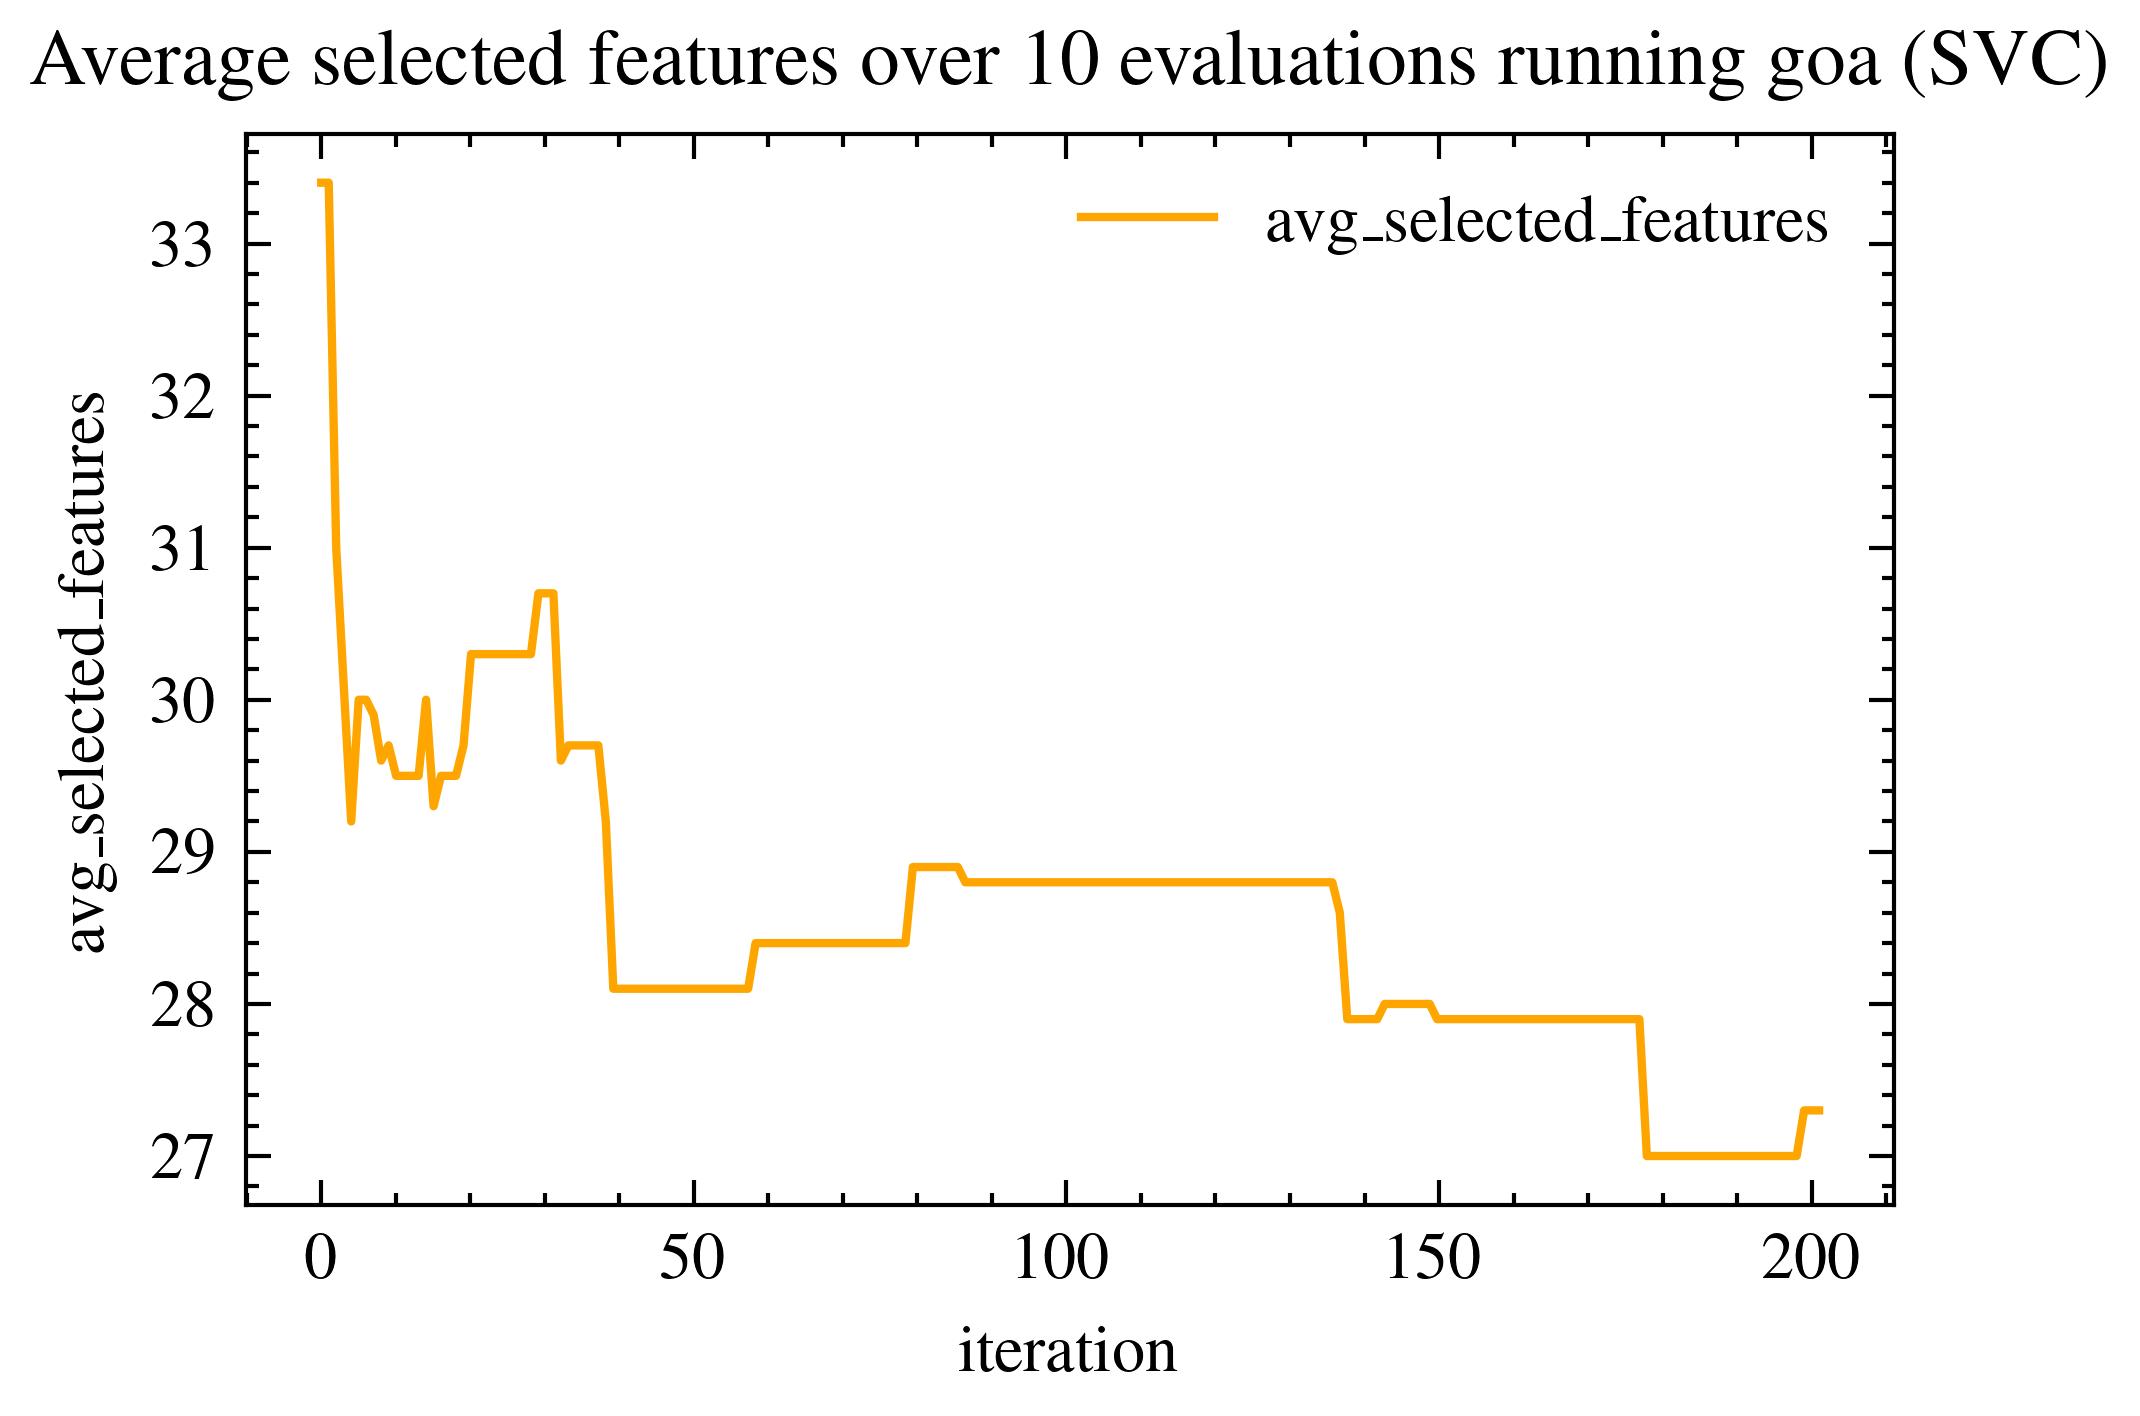 Average selected features over 10 evaluations running goa (SVC)
avg_selected_features
avg_selected_features
33
32
31
30
29
28
27
0 50 100 150 200
iteration